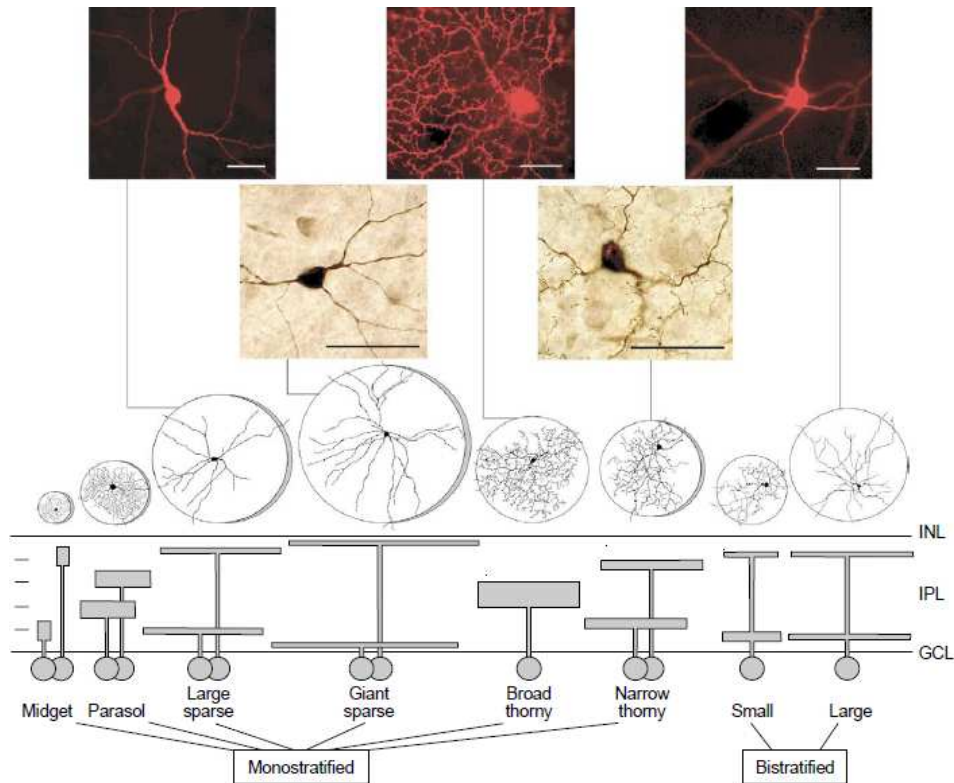 INL
IPL
GCL
Midget
Parasol
Large
sparse
Giant
sparse
Broad
thorny
Narrow
thorny
Small
Large
Monostratified
Bistratified